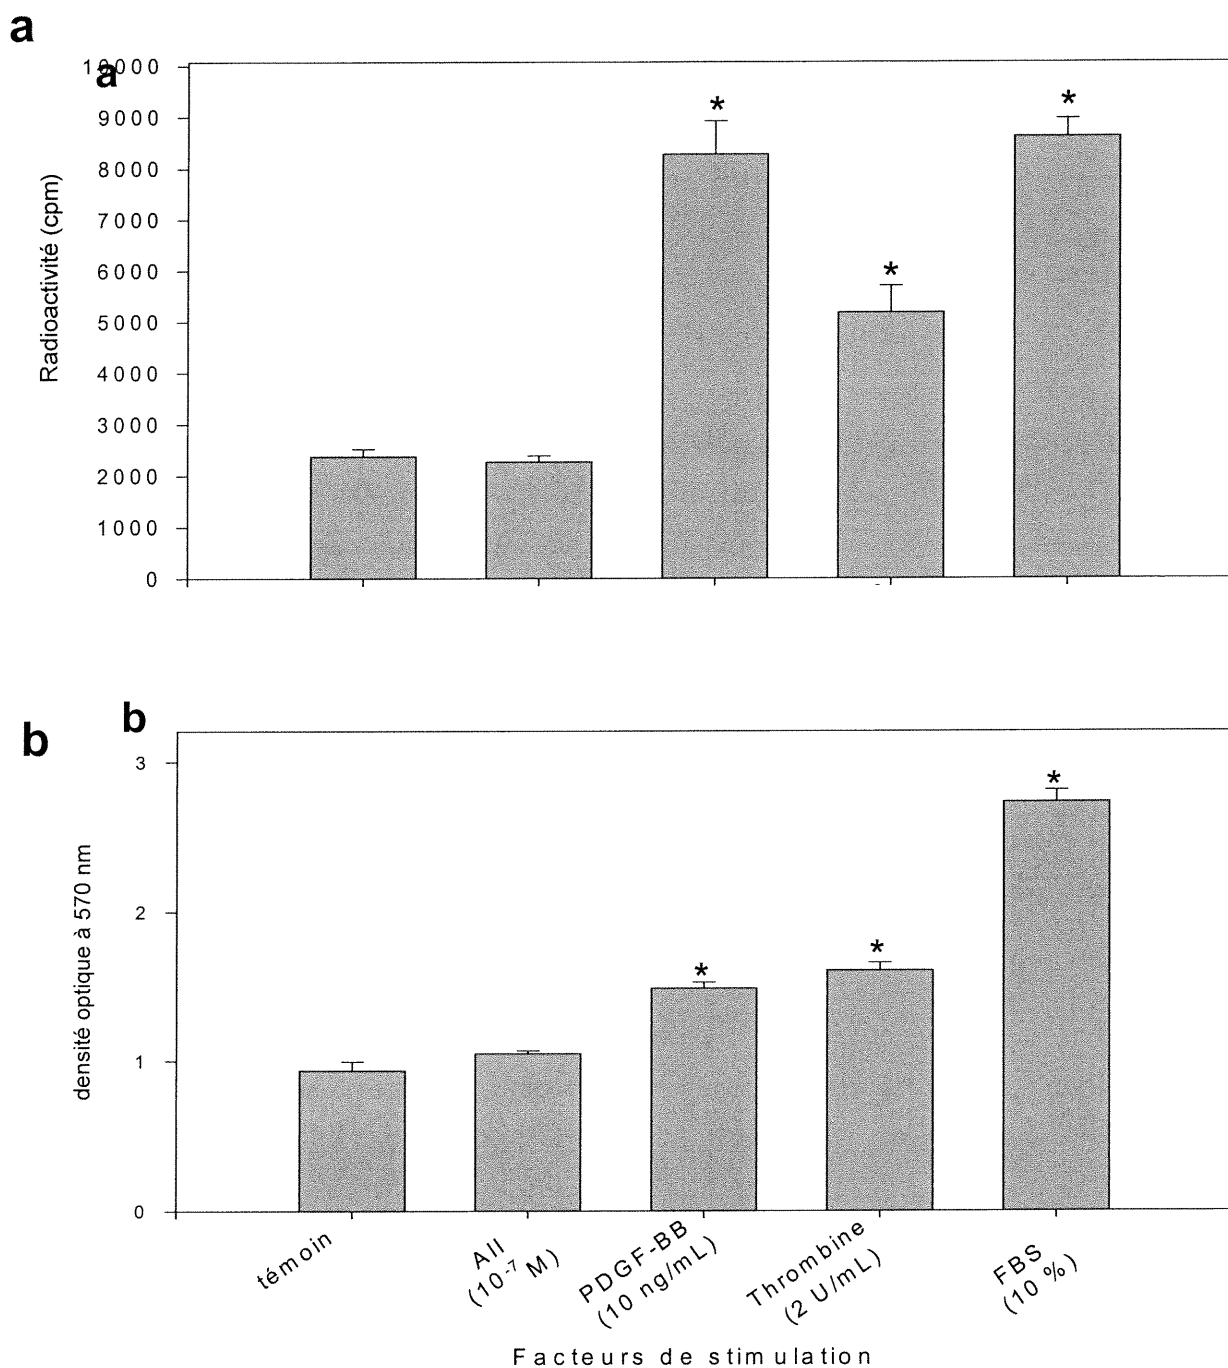 a
a
10000
9000
8000
7000
6000
5000
4000
3000
2000
1000
0
Radioactivité (cpm)
*
*
*
b
b
3
2
1
0
densité optique à 570 nm
*
*
*
témoin
AII
(10⁻⁷ M)
PDGF-BB
(10 ng/mL)
Thrombine
(2 U/mL)
FBS
(10 %)
Facteurs de stimulation